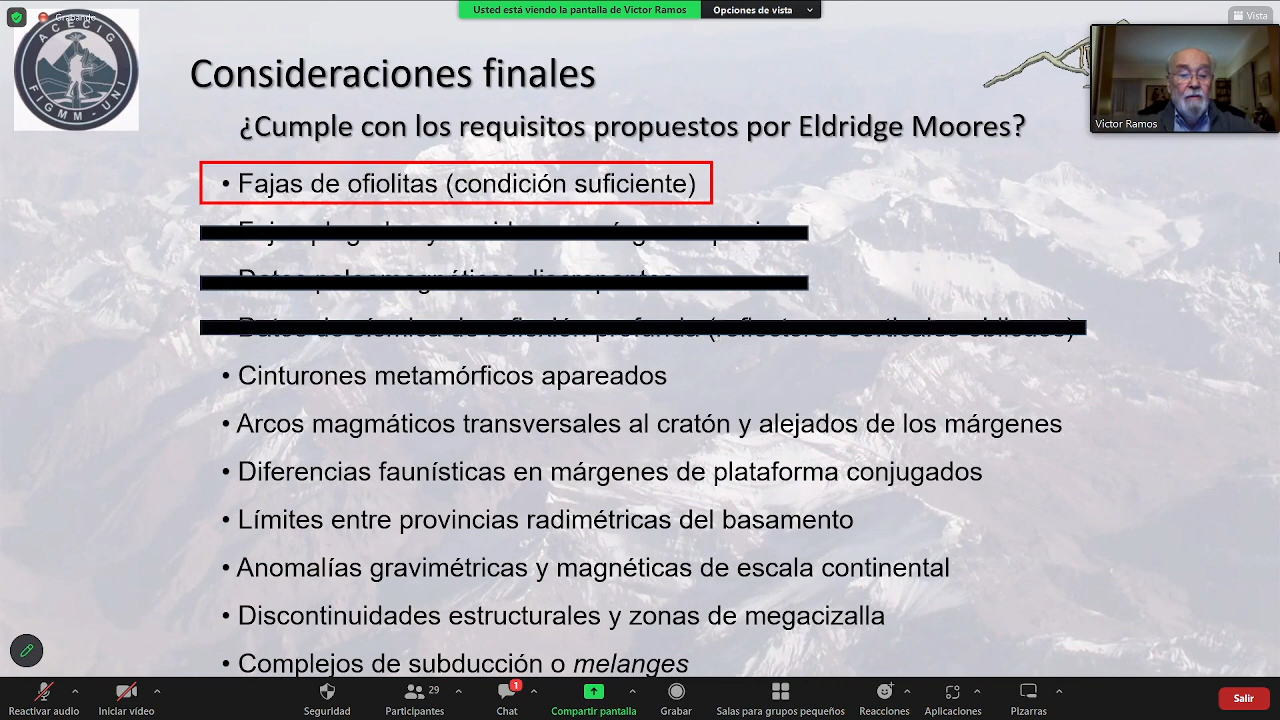 Grabando
Usted está viendo la pantalla de Victor Ramos
Opciones de vista
Vista
ACECIG
FIGMM - UNI
Víctor Ramos
Consideraciones finales
¿Cumple con los requisitos propuestos por Eldridge Moores?
• Fajas de ofiolitas (condición suficiente)
• Cinturones metamórficos apareados
• Arcos magmáticos transversales al cratón y alejados de los márgenes
• Diferencias faunísticas en márgenes de plataforma conjugados
• Límites entre provincias radimétricas del basamento
• Anomalías gravimétricas y magnéticas de escala continental
• Discontinuidades estructurales y zonas de megacizalla
• Complejos de subducción o melanges
Reactivar audio
Iniciar video
Seguridad
29
Participantes
1
Chat
Compartir pantalla
Grabar
Salas para grupos pequeños
Reacciones
Aplicaciones
Pizarras
Salir